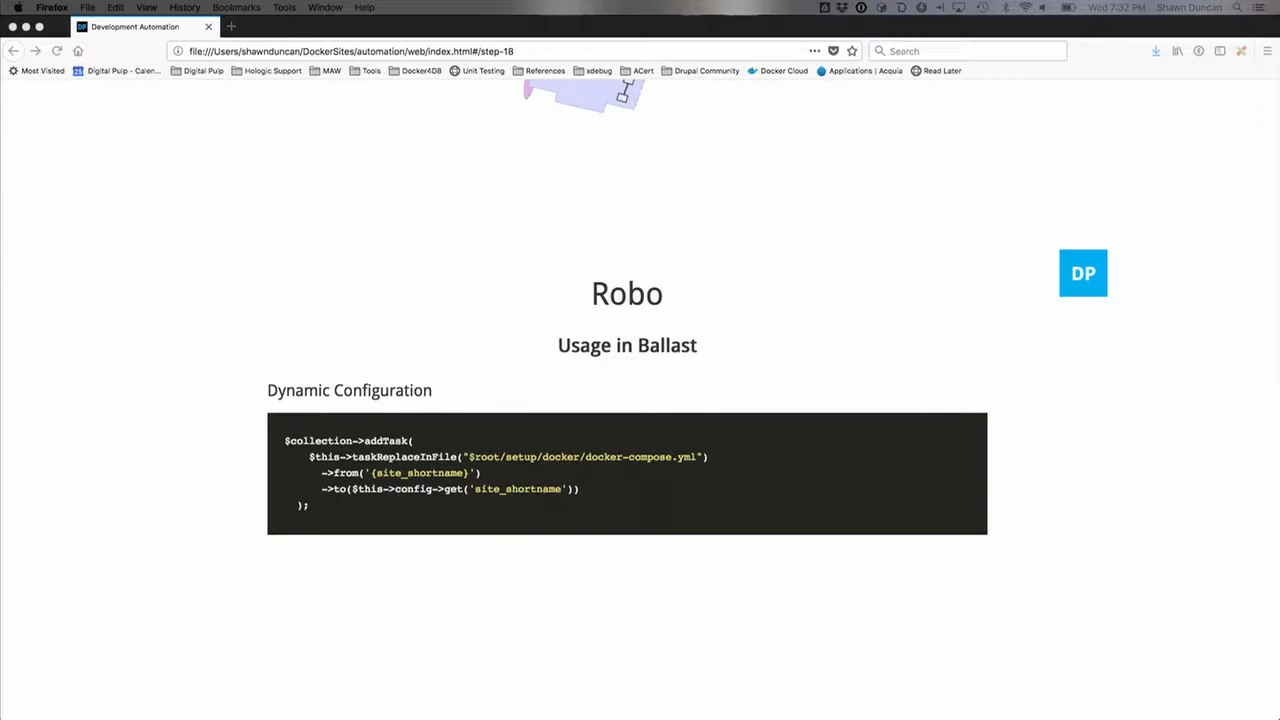 Firefox File Edit View History Bookmarks Tools Window Help Wed 7:32 PM Shawn Duncan
DP Development Automation
file:///Users/shawnduncan/DockerSites/automation/web/index.html#/step-18 Search
Most Visited 25 Digital Pulp - Calen... Digital Pulp Hologic Support MAW Tools Docker4D8 Unit Testing References xdebug ACert Drupal Community Docker Cloud Applications | Acquia Read Later
DP
Robo
Usage in Ballast
Dynamic Configuration
$collection->addTask(
$this->taskReplaceInFile("$root/setup/docker/docker-compose.yml")
->from('{site_shortname}')
->to($this->config->get('site_shortname'))
);